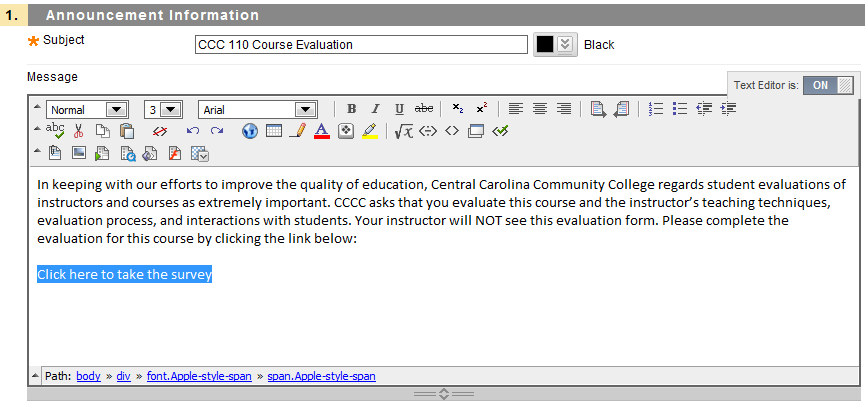 1. Announcement Information
Subject CCC 110 Course Evaluation Black
Message
Text Editor is: ON
Normal 3 Arial B I U abc x₂ x²
abc
In keeping with our efforts to improve the quality of education, Central Carolina Community College regards student evaluations of
instructors and courses as extremely important. CCCC asks that you evaluate this course and the instructor’s teaching techniques,
evaluation process, and interactions with students. Your instructor will NOT see this evaluation form. Please complete the
evaluation for this course by clicking the link below:
Click here to take the survey
Path: body » div » font.Apple-style-span » span.Apple-style-span